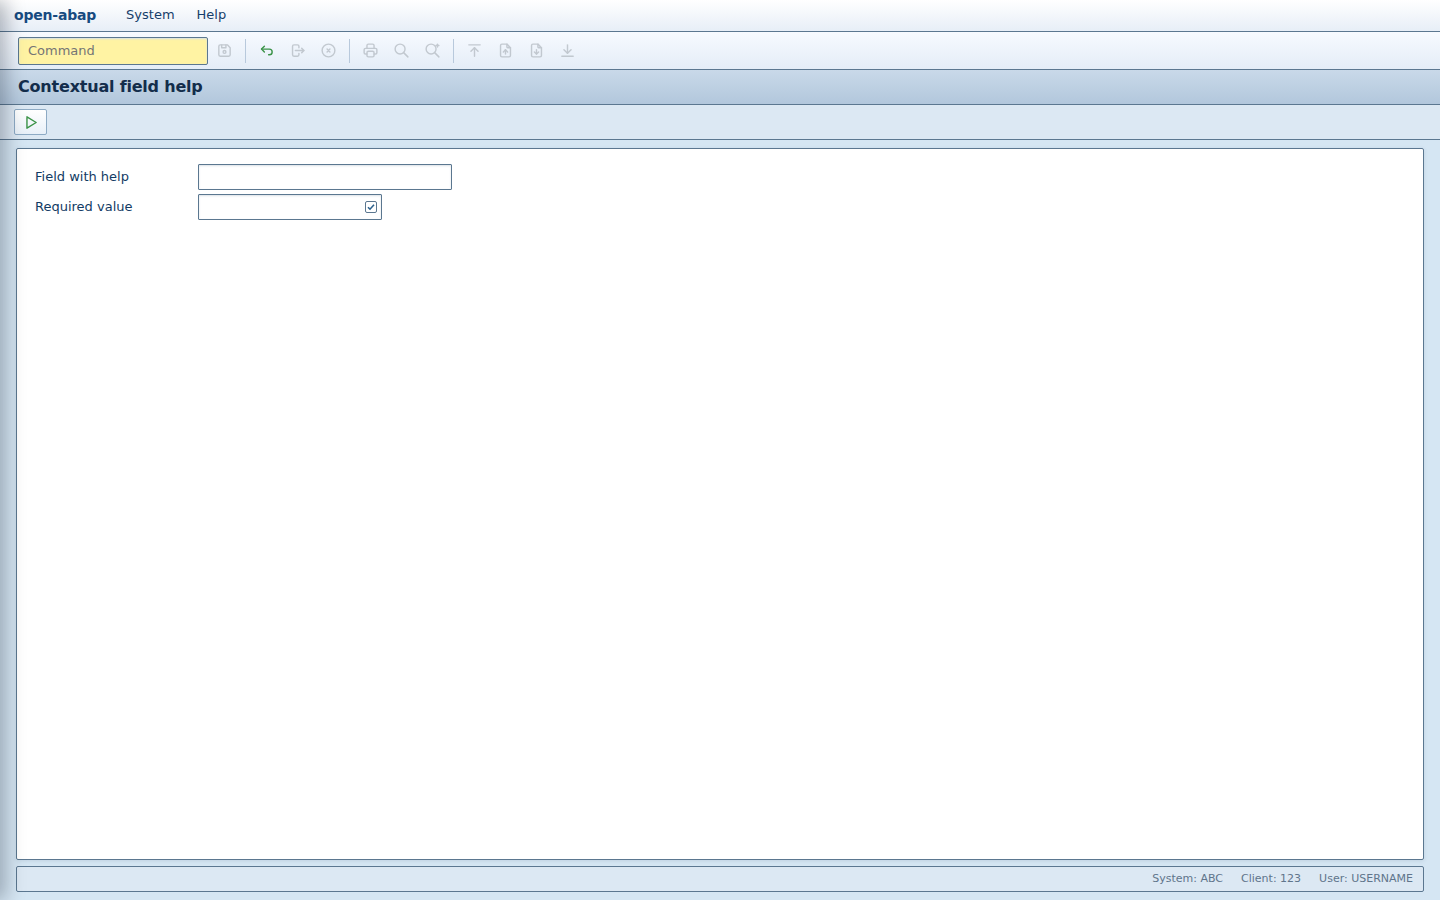 open-abap System Help
Command
Contextual field help
Field with help
Required value
System: ABC Client: 123 User: USERNAME